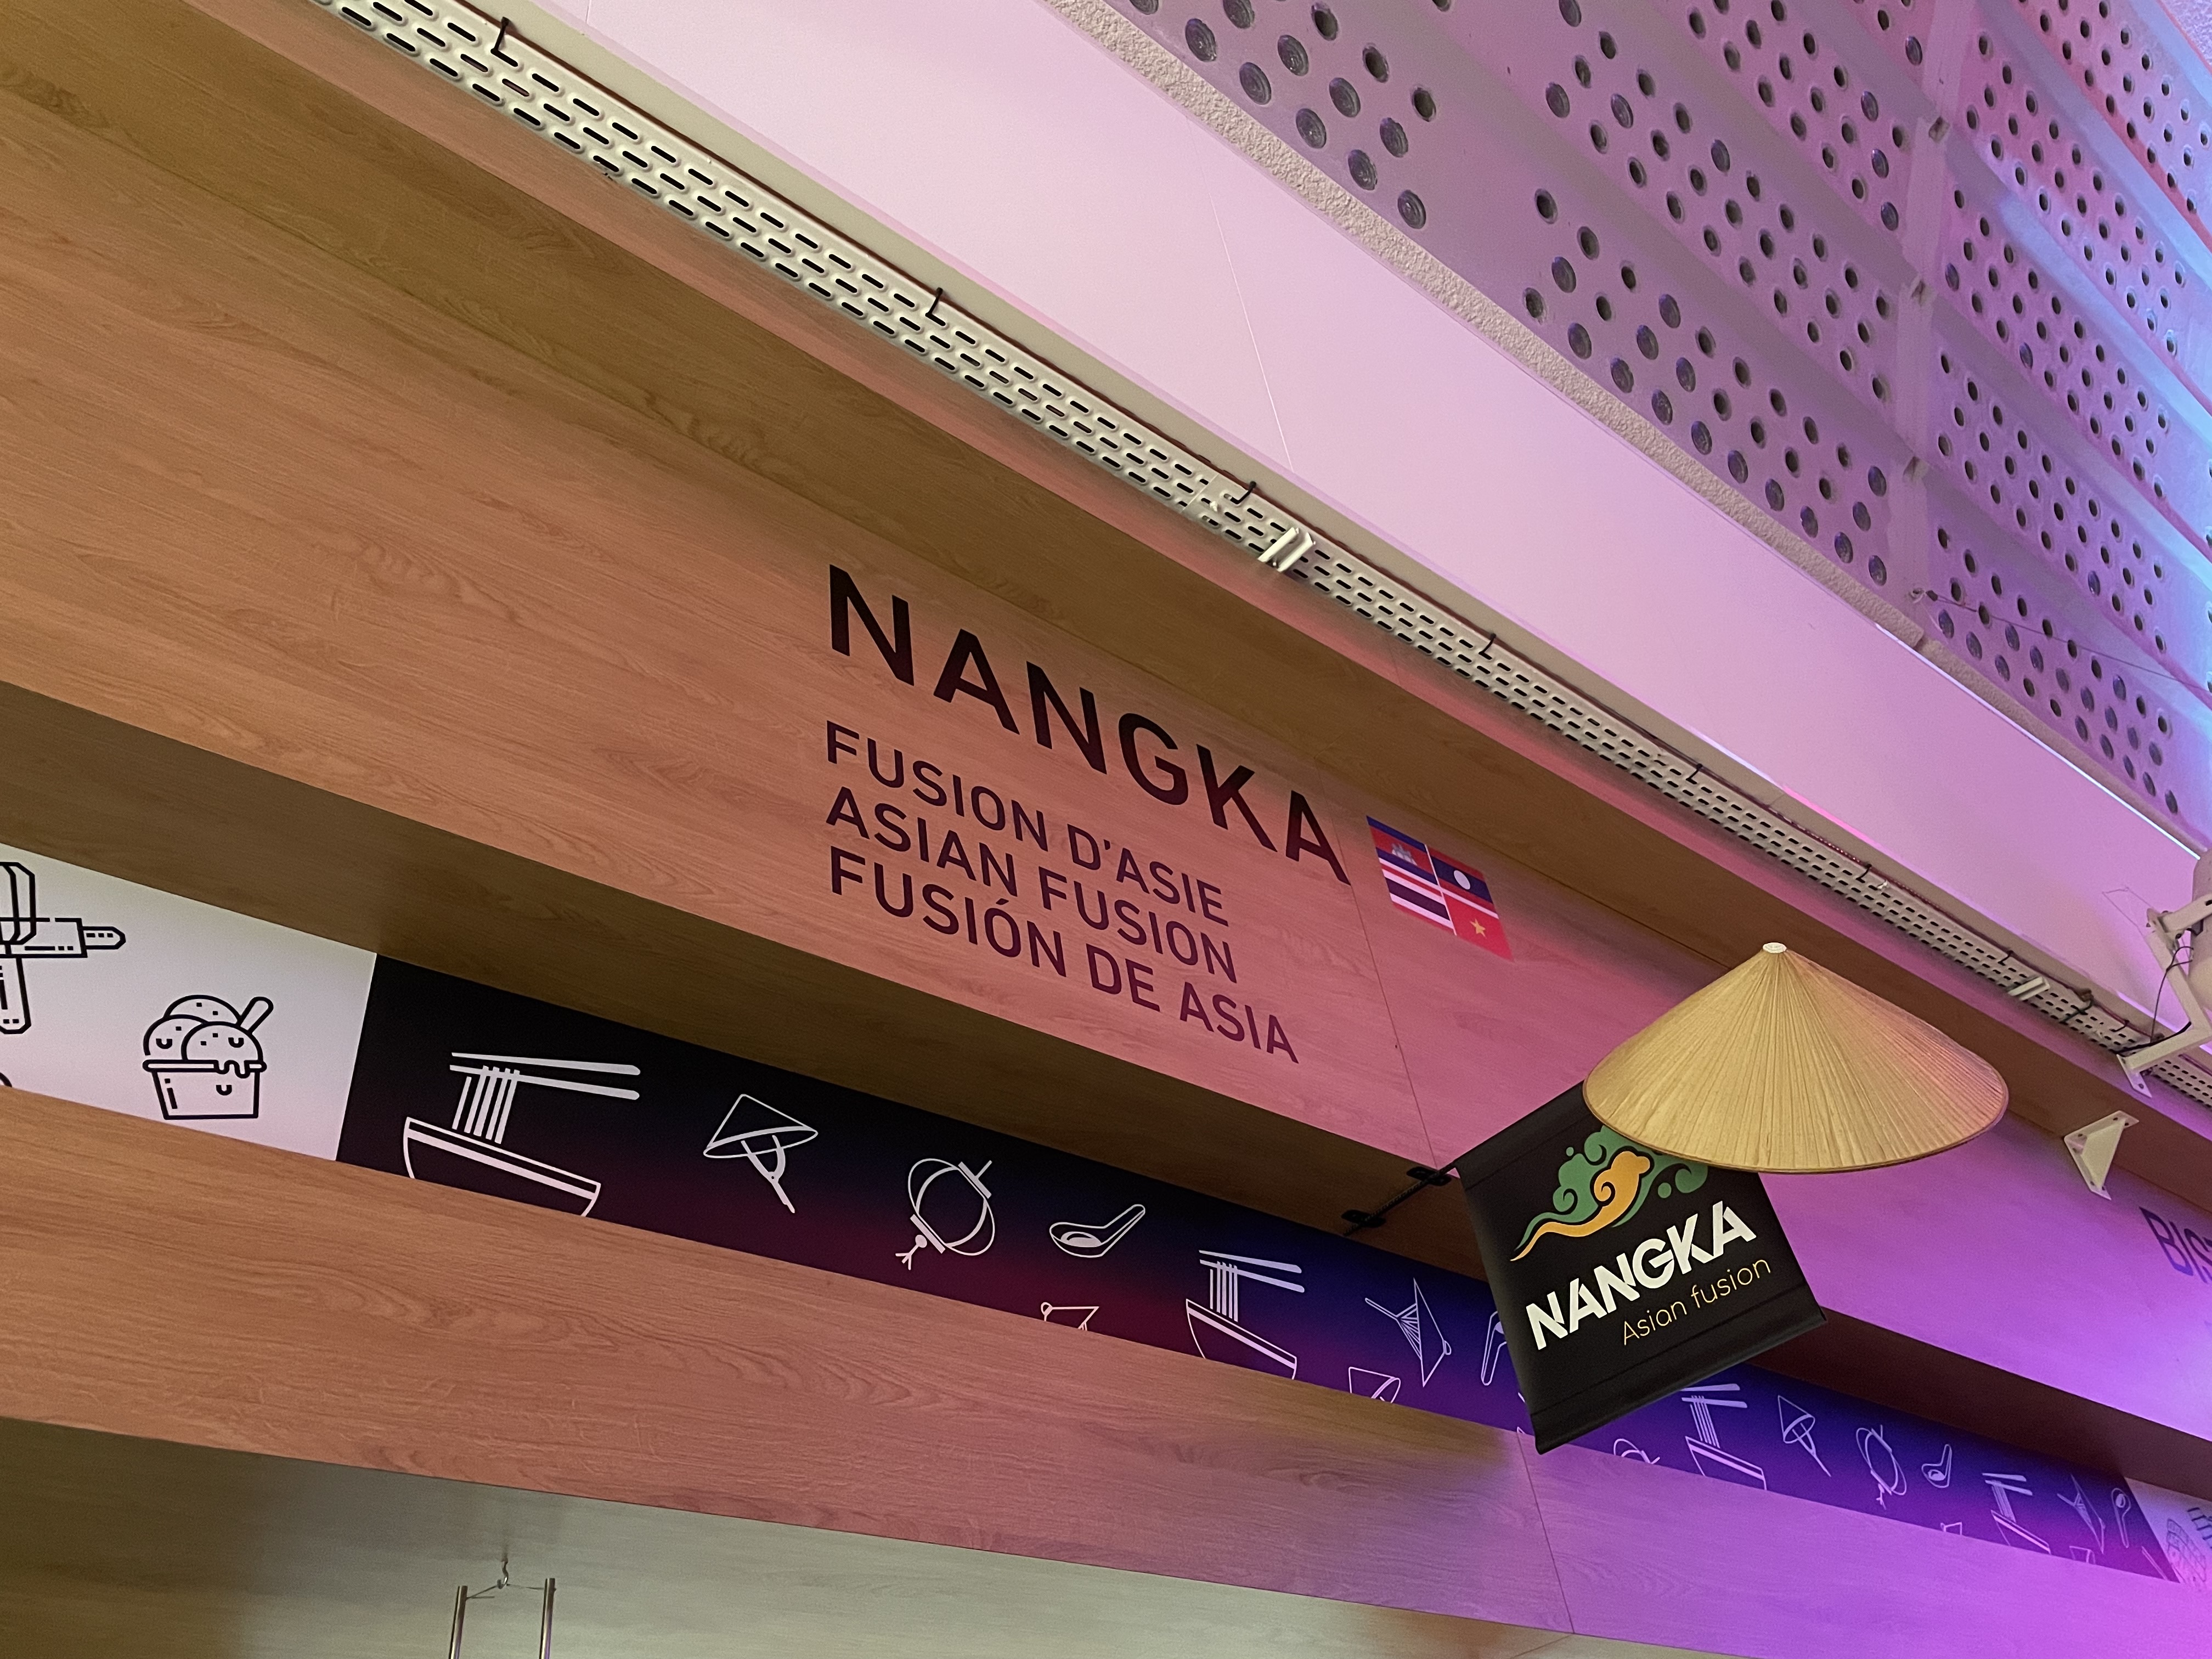 NANGKA
FUSION D'ASIE
ASIAN FUSION
FUSIÓN DE ASIA
NANGKA
Asian fusion